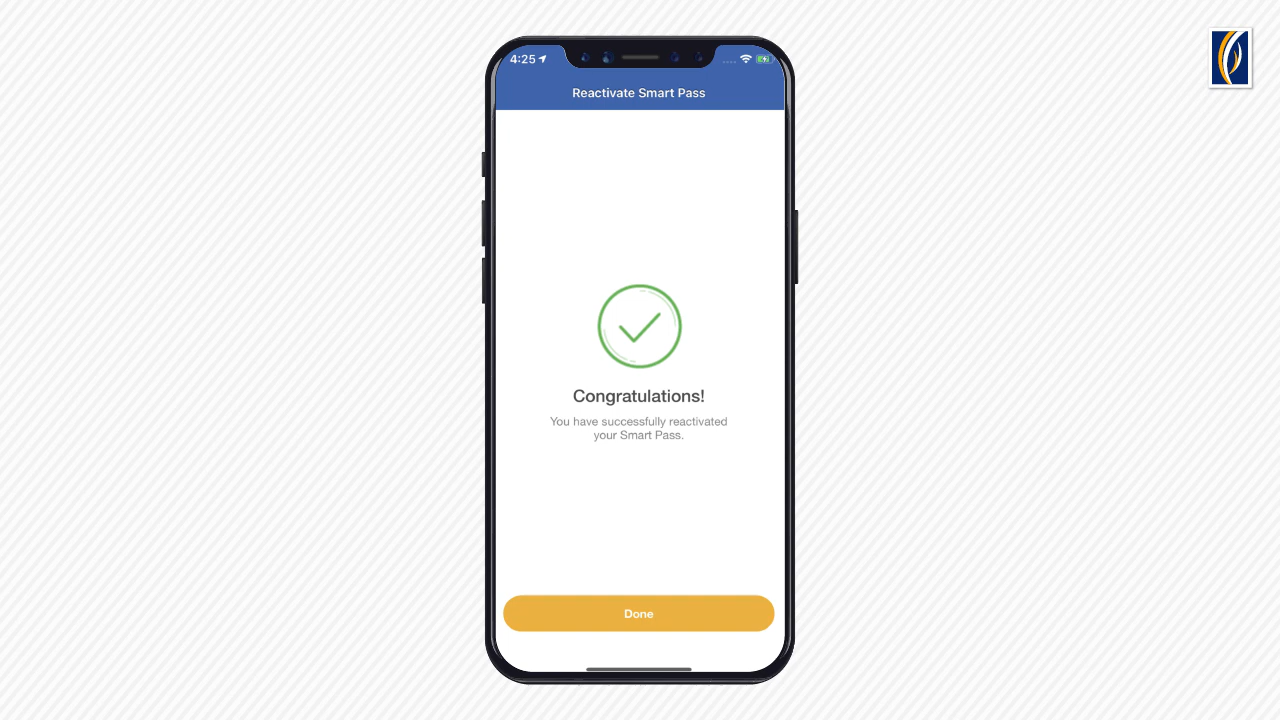 4:25
Reactivate Smart Pass
Congratulations!
You have successfully reactivated
your Smart Pass.
Done